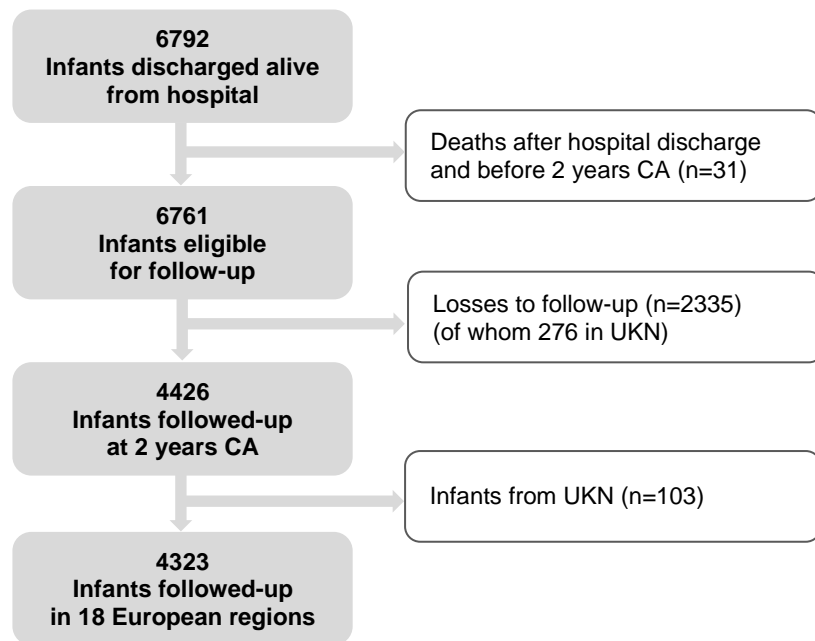 6792
Infants discharged alive
from hospital
Deaths after hospital discharge
and before 2 years CA (n=31)
6761
Infants eligible
for follow-up
Losses to follow-up (n=2335)
(of whom 276 in UKN)
4426
Infants followed-up
at 2 years CA
Infants from UKN (n=103)
4323
Infants followed-up
in 18 European regions